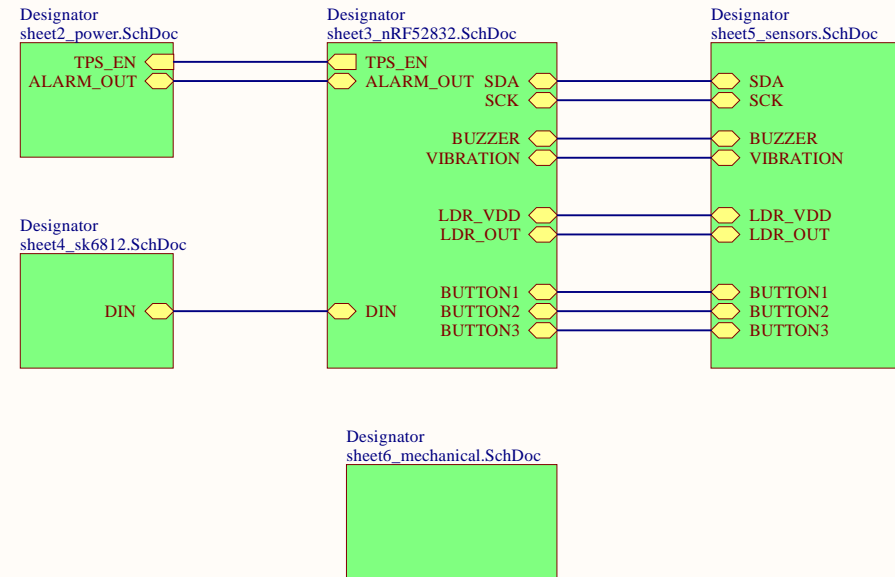 Designator
sheet2_power.SchDoc
TPS_EN
ALARM_OUT
Designator
sheet3_nRF52832.SchDoc
TPS_EN
ALARM_OUT SDA
SCK
BUZZER
VIBRATION
LDR_VDD
LDR_OUT
BUTTON1
DIN BUTTON2
BUTTON3
Designator
sheet5_sensors.SchDoc
SDA
SCK
BUZZER
VIBRATION
LDR_VDD
LDR_OUT
BUTTON1
BUTTON2
BUTTON3
Designator
sheet4_sk6812.SchDoc
DIN
Designator
sheet6_mechanical.SchDoc